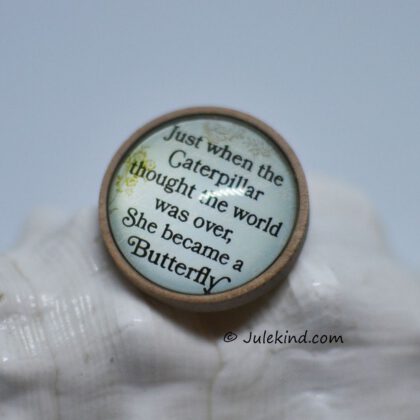 Just when the
Caterpillar
thought the world
was over,
She became a
Butterfly
© Julekind.com